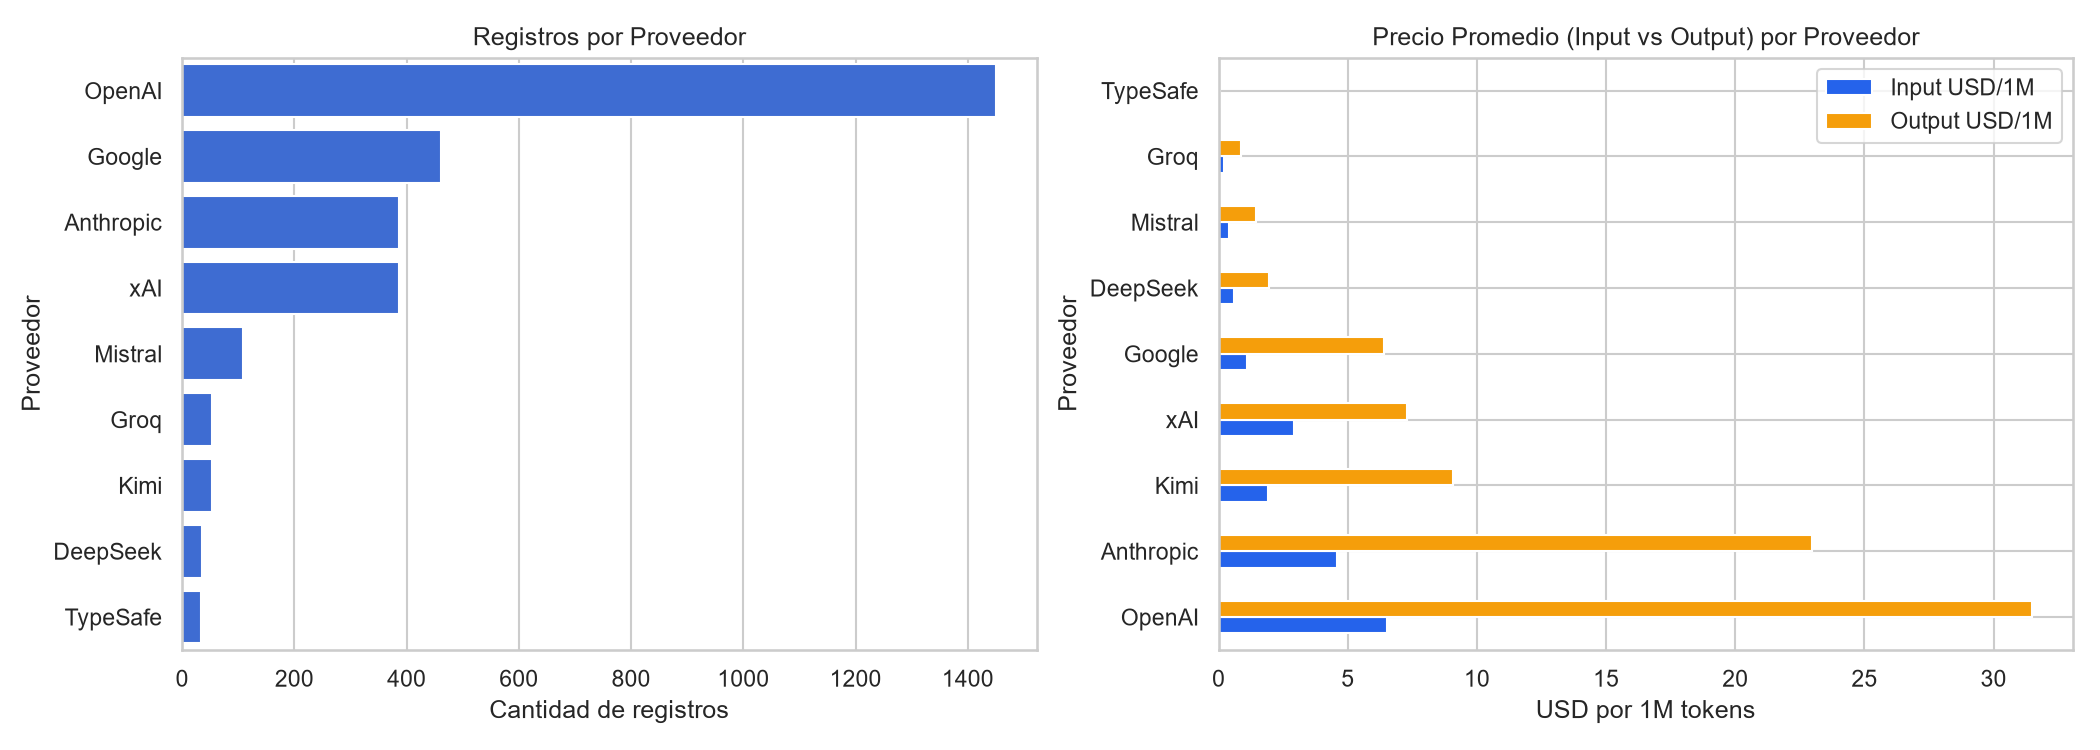 Registros por Proveedor
Proveedor
OpenAI
Google
Anthropic
xAI
Mistral
Groq
Kimi
DeepSeek
TypeSafe
0 200 400 600 800 1000 1200 1400
Cantidad de registros
Precio Promedio (Input vs Output) por Proveedor
Input USD/1M
Output USD/1M
Proveedor
TypeSafe
Groq
Mistral
DeepSeek
Google
xAI
Kimi
Anthropic
OpenAI
0 5 10 15 20 25 30
USD por 1M tokens